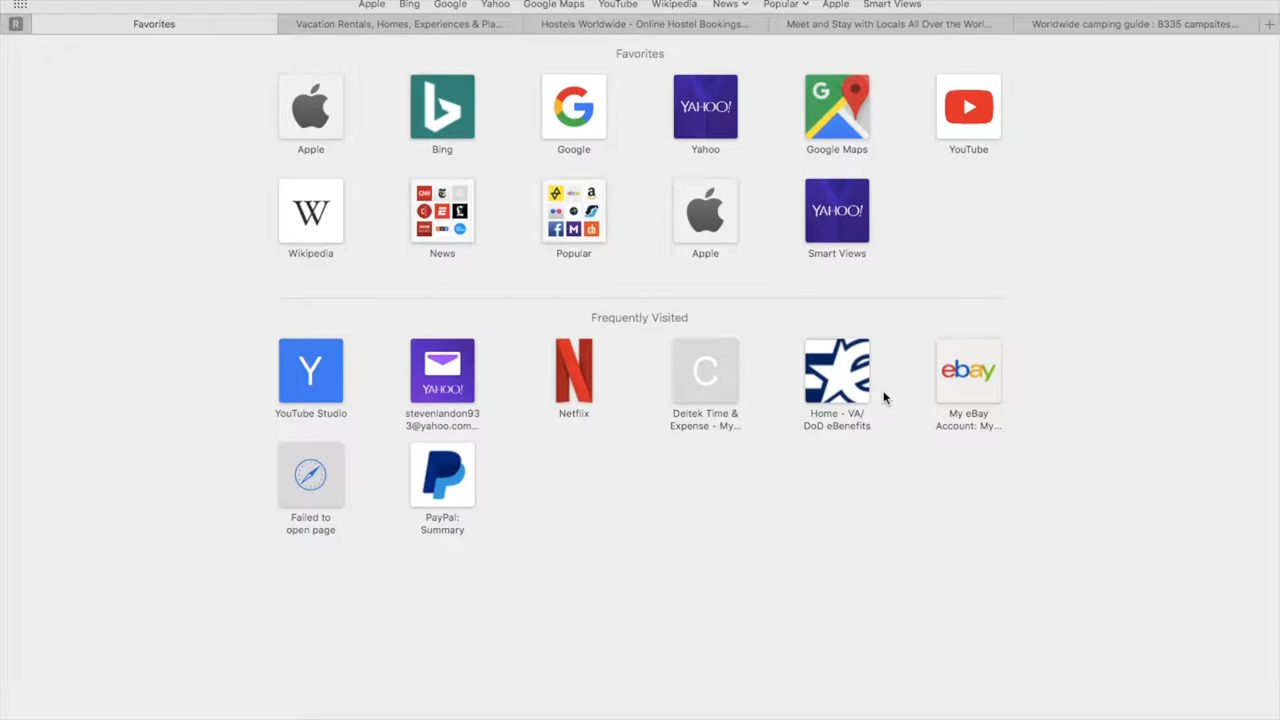 Apple Bing Google Yahoo Google Maps YouTube Wikipedia News Popular Apple Smart Views
R Favorites Vacation Rentals, Homes, Experiences & Pla... Hostels Worldwide - Online Hostel Bookings... Meet and Stay with Locals All Over the Worl... Worldwide camping guide : 8335 campsites...
Favorites
YAHOO! G
Apple Bing Google Yahoo Google Maps YouTube
W CNN ebay a YAHOO!
Wikipedia News Popular Apple Smart Views
Frequently Visited
Y YAHOO! N C e ebay
YouTube Studio stevenlandon93 Netflix Deltek Time & Home - VA/ My eBay
3@yahoo.com... Expense - My... DoD eBenefits Account: My...
Failed to PayPal:
open page Summary